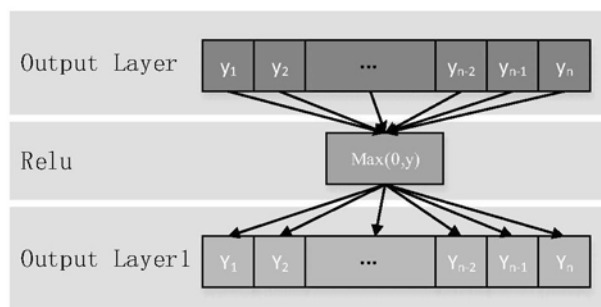 Output Layer
y1 y2 ... yn-2 yn-1 yn
Relu
Max(0,y)
Output Layer1
Y1 Y2 ... Yn-2 Yn-1 Yn